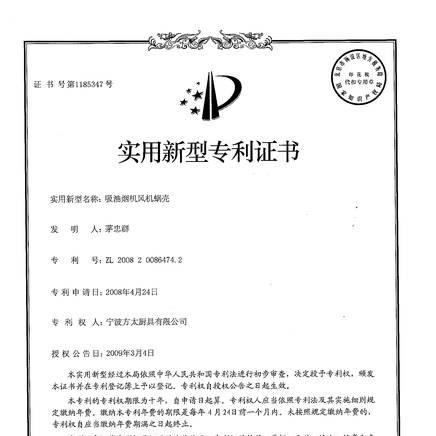 证 书 号 第1185347号
印 花 税
代扣专用章
实用新型专利证书
实用新型名称：吸油烟机风机蜗壳
发 明 人：茅忠群
专 利 号：ZL 2008 2 0086474.2
专利申请日：2008年4月24日
专 利 权 人：宁波方太厨具有限公司
授权公告日：2009年3月4日
本实用新型经过本局依照中华人民共和国专利法进行初步审查，决定授予专利权，颁发
本证书并在专利登记簿上予以登记。专利权自授权公告之日起生效。
本专利的专利权期限为十年，自申请日起算。专利权人应当依照专利法及其实施细则规
定缴纳年费。缴纳本专利年费的期限是每年4月24日前一个月内。未按照规定缴纳年费的，
专利权自应当缴纳年费期满之日起终止。